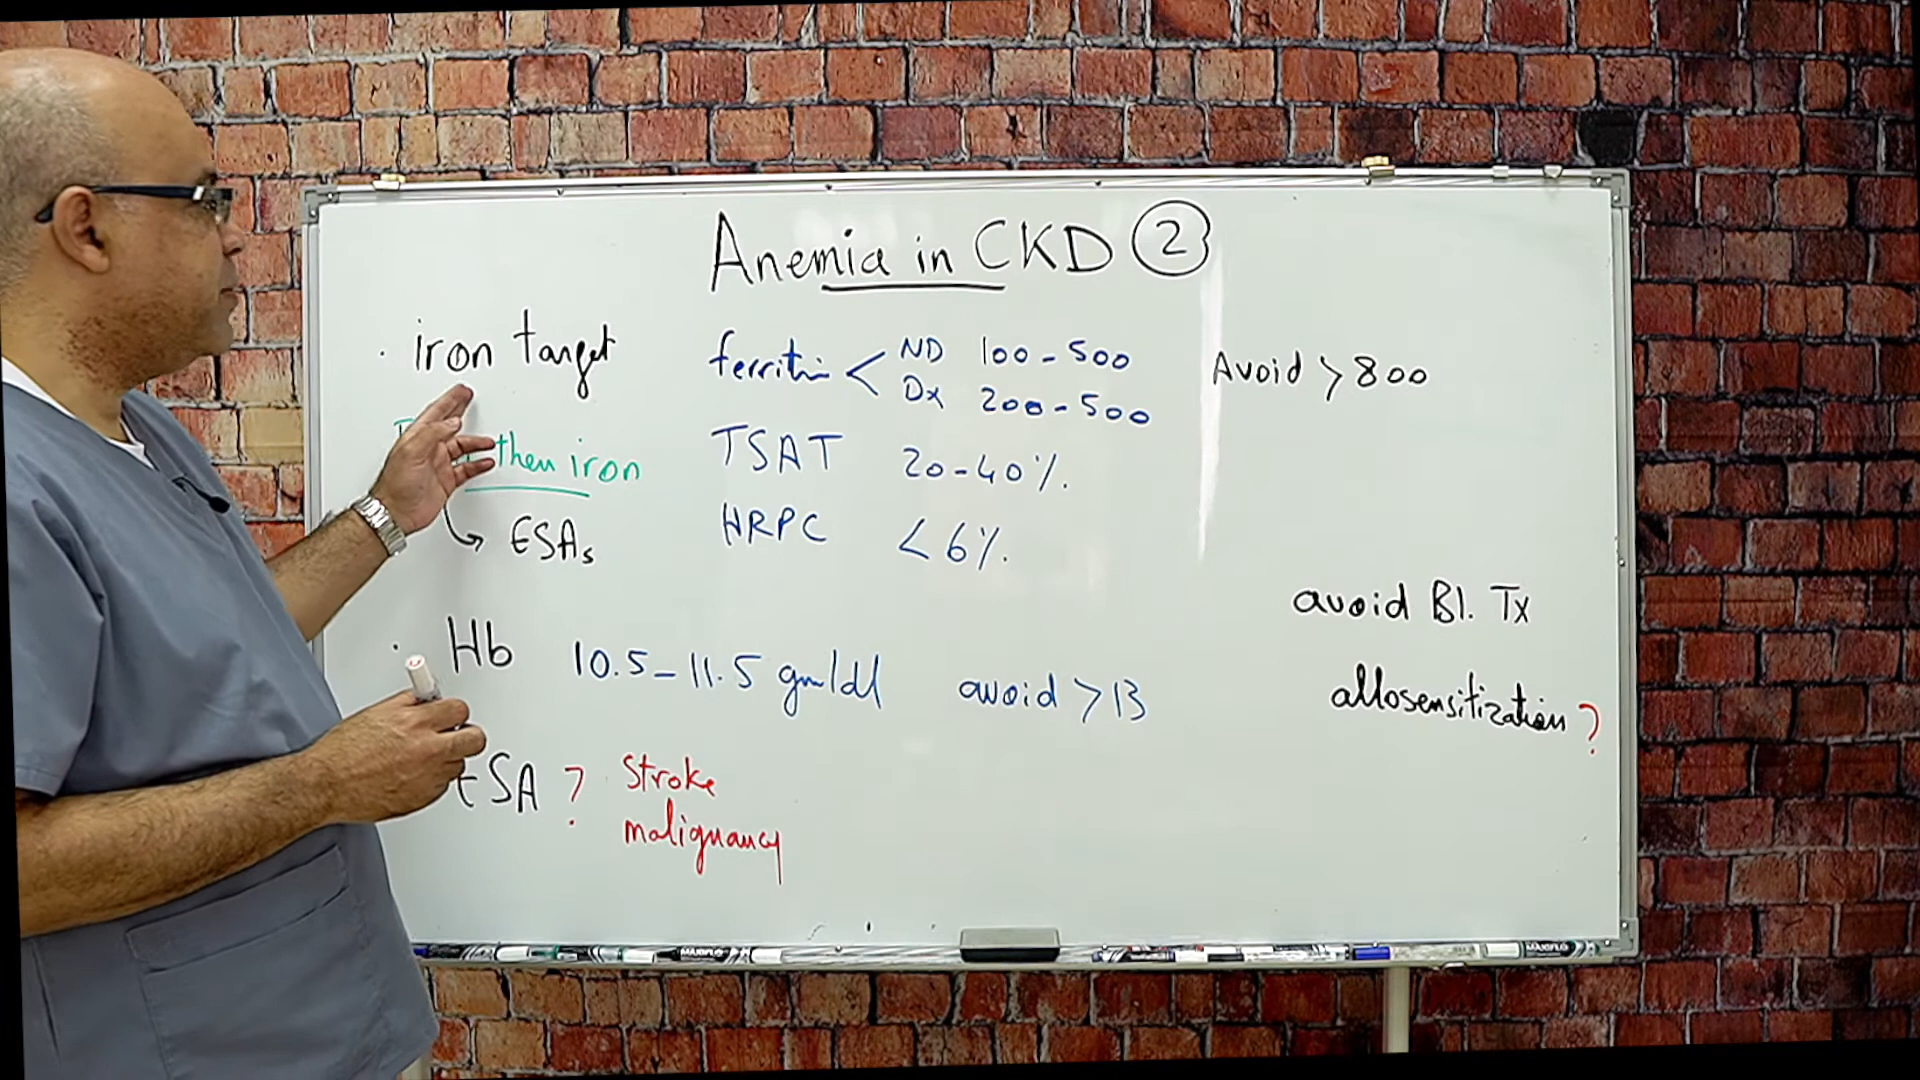 Anemia in CKD 2
iron target ferritin < ND 100-500 Avoid >800
Dx 200-500
then iron TSAT 20-40%.
↳ ESAs HRPC <6%.
avoid Bl. Tx
Hb 10.5-11.5 gm/dl avoid >13
allosensitization?
ESA ? Stroke
malignancy